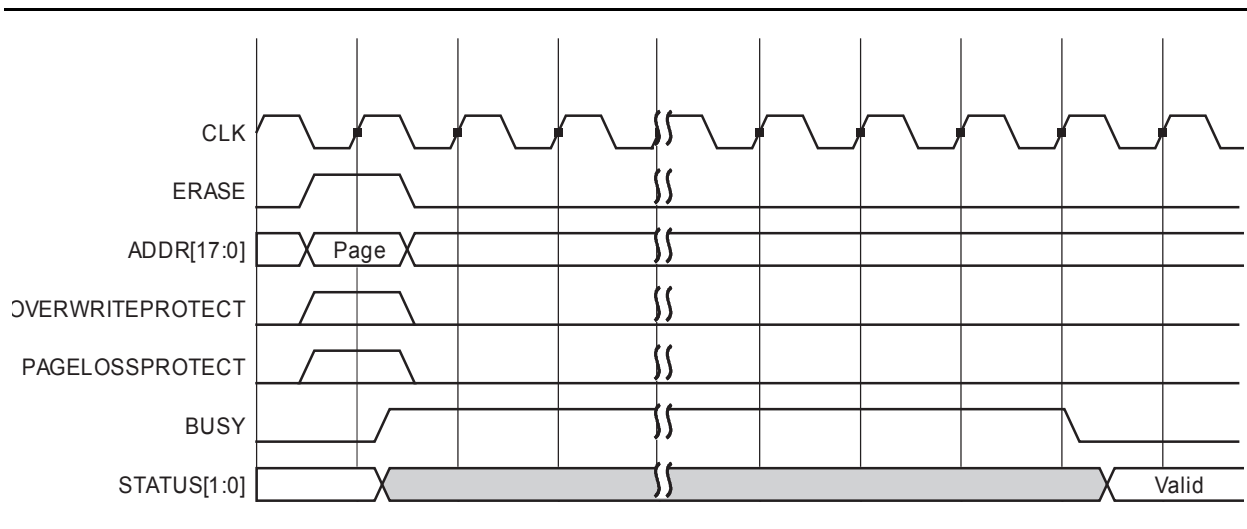 CLK
ERASE
ADDR[17:0]
Page
OVERWRITEPROTECT
PAGELOSSPROTECT
BUSY
STATUS[1:0]
Valid